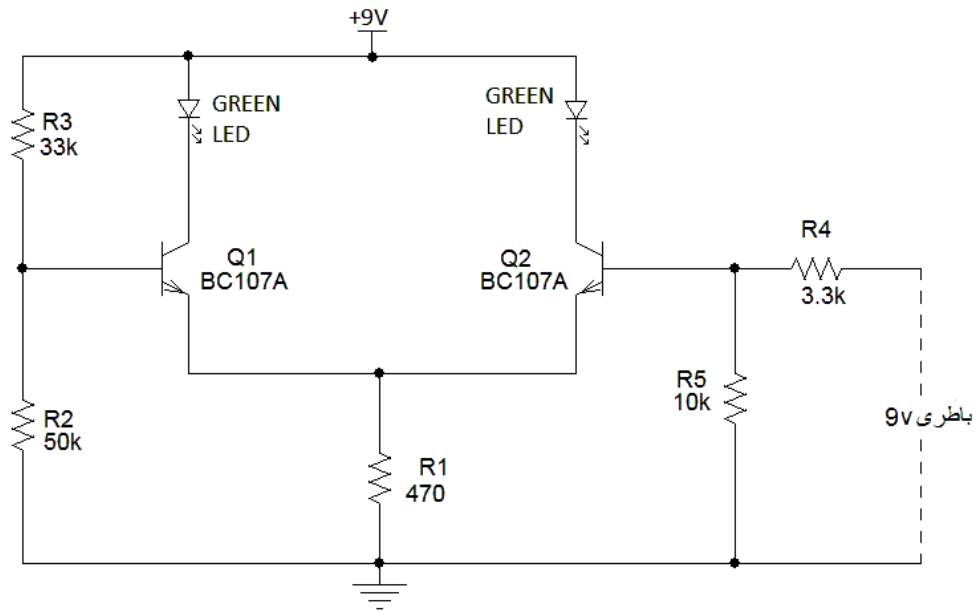 +9V
GREEN
LED
GREEN
LED
R3
33k
Q1
BC107A
Q2
BC107A
R4
3.3k
R2
50k
R1
470
R5
10k
باطری 9v